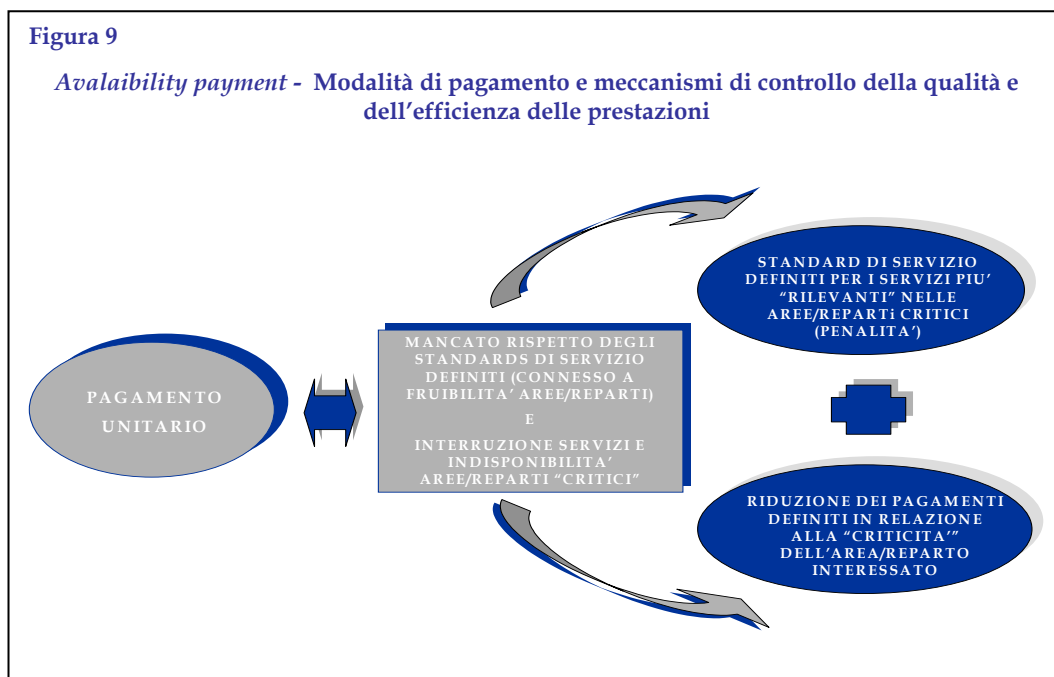 Figura 9
Avalaibility payment - Modalità di pagamento e meccanismi di controllo della qualità e
dell'efficienza delle prestazioni
PAGAMENTO
UNITARIO
MANCATO RISPETTO DEGLI
STANDARDS DI SERVIZIO
DEFINITI (CONNESSO A
FRUIBILITA' AREE/REPARTI)
E
INTERRUZIONE SERVIZI E
INDISPONIBILITA'
AREE/REPARTI "CRITICI"
STANDARD DI SERVIZIO
DEFINITI PER I SERVIZI PIU'
"RILEVANTI" NELLE
AREE/REPARTi CRITICI
(PENALITA')
RIDUZIONE DEI PAGAMENTI
DEFINITI IN RELAZIONE
ALLA "CRITICITA'"
DELL'AREA/REPARTO
INTERESSATO